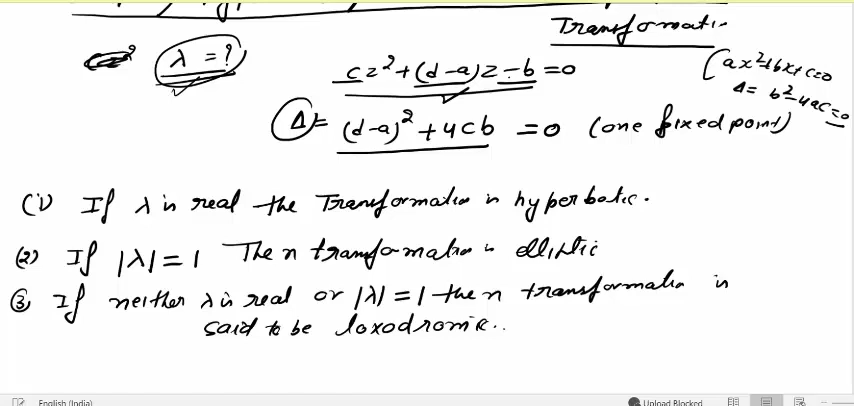 Transformati
λ = ?
cz²+(d-a)z-b=0
(ax²+bx+c=0
Δ= b²-4ac=0
Δ= (d-a)²+4cb =0 (one fixed point)
(1) If λ is real the Transformation is hyperbolic.
(2) If |λ|=1 Then transformation is elliptic
③ If neither λ is real or |λ|=1 then transformation is
said to be loxodromic..
English (India)
Upload Blocked